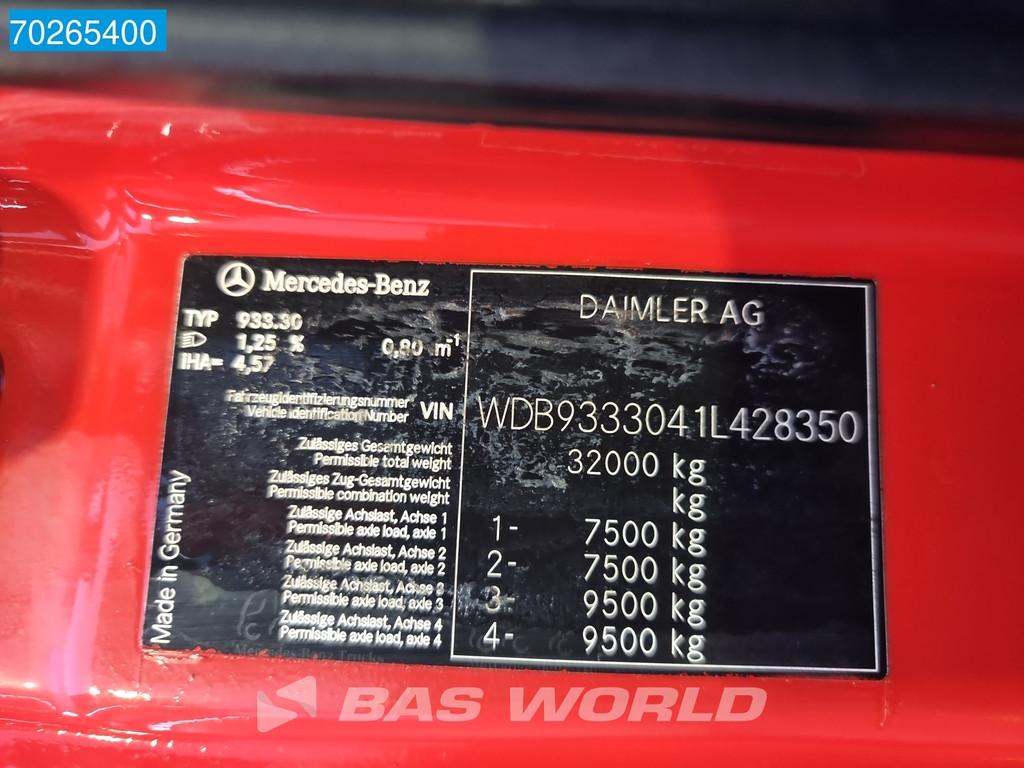 70265400
Mercedes-Benz
DAIMLER AG
TYP 933.30
1,25 % 0,80 m-1
IHA= 4,57
Fahrzeugidentifizierungsnummer
Vehicle identification Number VIN WDB9333041L428350
Zulässiges Gesamtgewicht
Permissible total weight 32000 kg
Zulässiges Zug-Gesamtgewicht
Permissible combination weight kg
Zulässige Achslast, Achse 1
Permissible axle load, axle 1 1- 7500 kg
Zulässige Achslast, Achse 2
Permissible axle load, axle 2 2- 7500 kg
Zulässige Achslast, Achse 3
Permissible axle load, axle 3 3- 9500 kg
Zulässige Achslast, Achse 4
Permissible axle load, axle 4 4- 9500 kg
Made in Germany
Mercedes-Benz Trucks
BAS WORLD